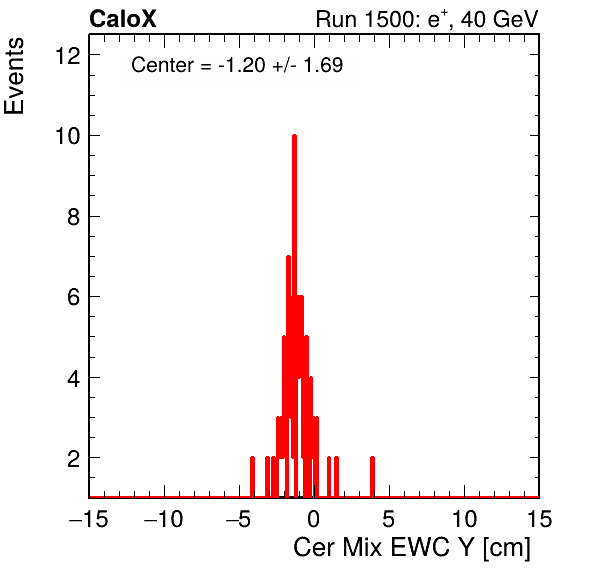 CaloX
Run 1500: e⁺, 40 GeV
Center = -1.20 +/- 1.69
Events
12
10
8
6
4
2
−15
−10
−5
0
5
10
15
Cer Mix EWC Y [cm]